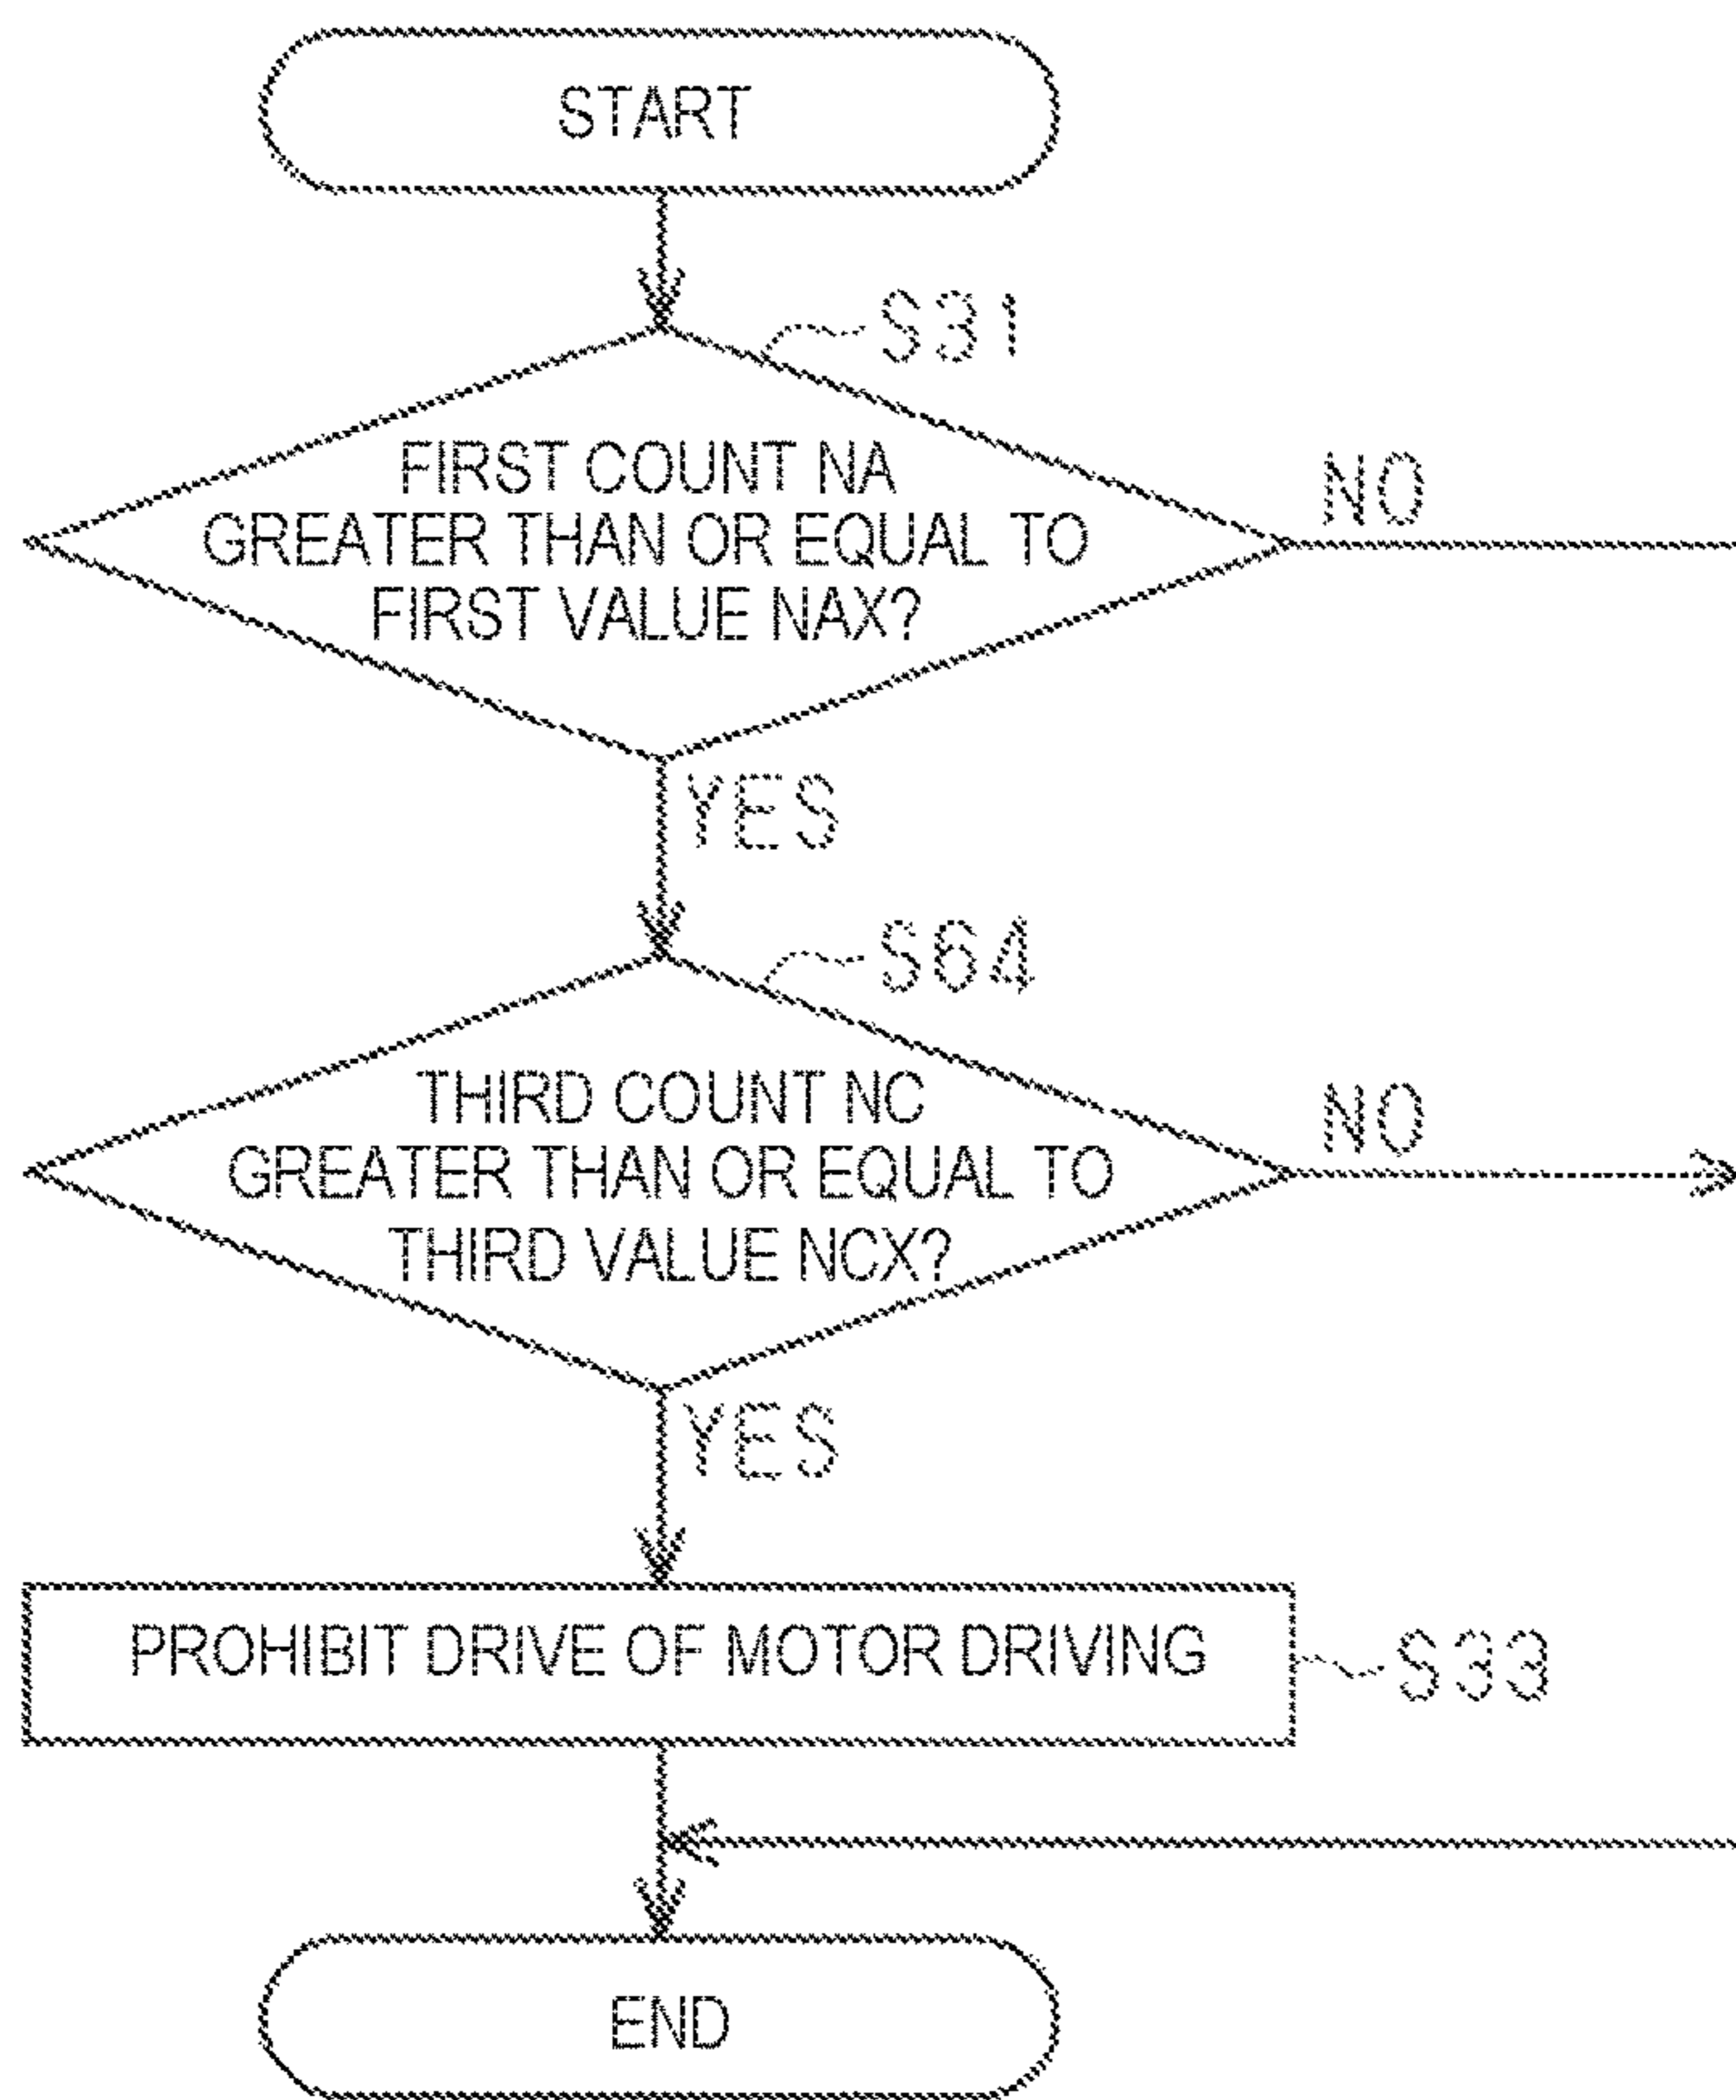 START
S31
FIRST COUNT NA
GREATER THAN OR EQUAL TO
FIRST VALUE NAX?
NO
YES
S64
THIRD COUNT NC
GREATER THAN OR EQUAL TO
THIRD VALUE NCX?
NO
YES
PROHIBIT DRIVE OF MOTOR DRIVING
S33
END